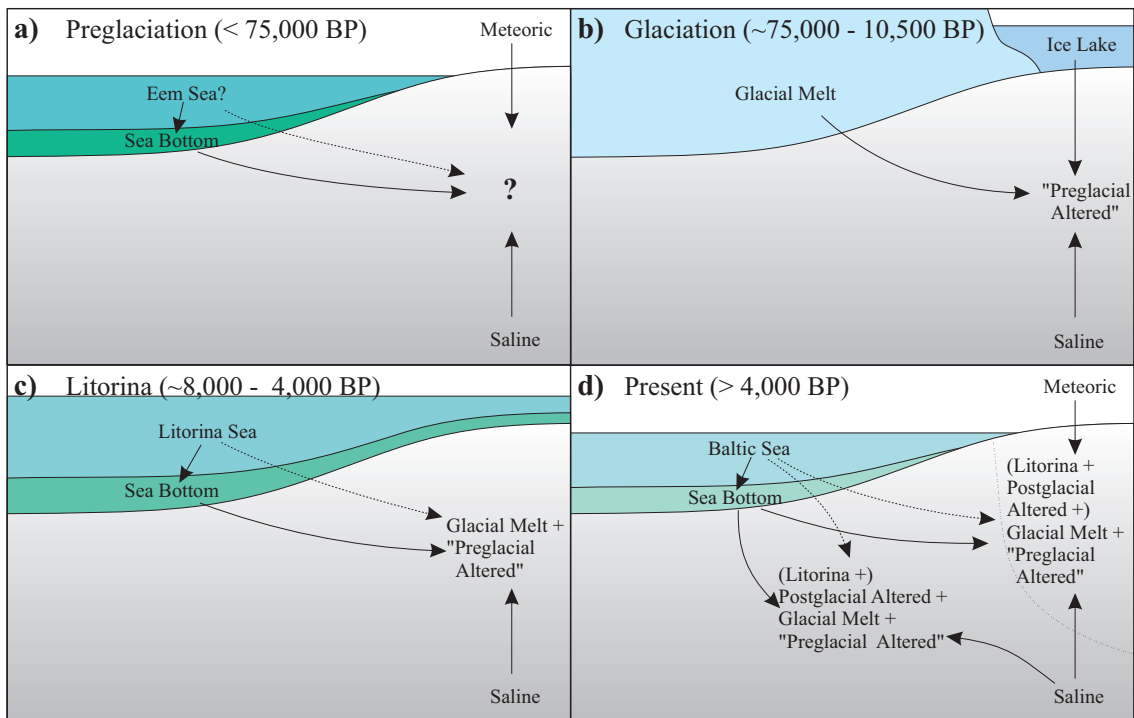 a) Preglaciation (< 75,000 BP)
Meteoric
Eem Sea?
Sea Bottom
?
Saline
b) Glaciation (~75,000 - 10,500 BP)
Ice Lake
Glacial Melt
"Preglacial
Altered"
Saline
c) Litorina (~8,000 - 4,000 BP)
Litorina Sea
Sea Bottom
Glacial Melt +
"Preglacial
Altered"
Saline
d) Present (> 4,000 BP)
Meteoric
Baltic Sea
Sea Bottom
(Litorina +
Postglacial
Altered +)
Glacial Melt +
"Preglacial
Altered"
(Litorina +)
Postglacial Altered +
Glacial Melt +
"Preglacial Altered"
Saline